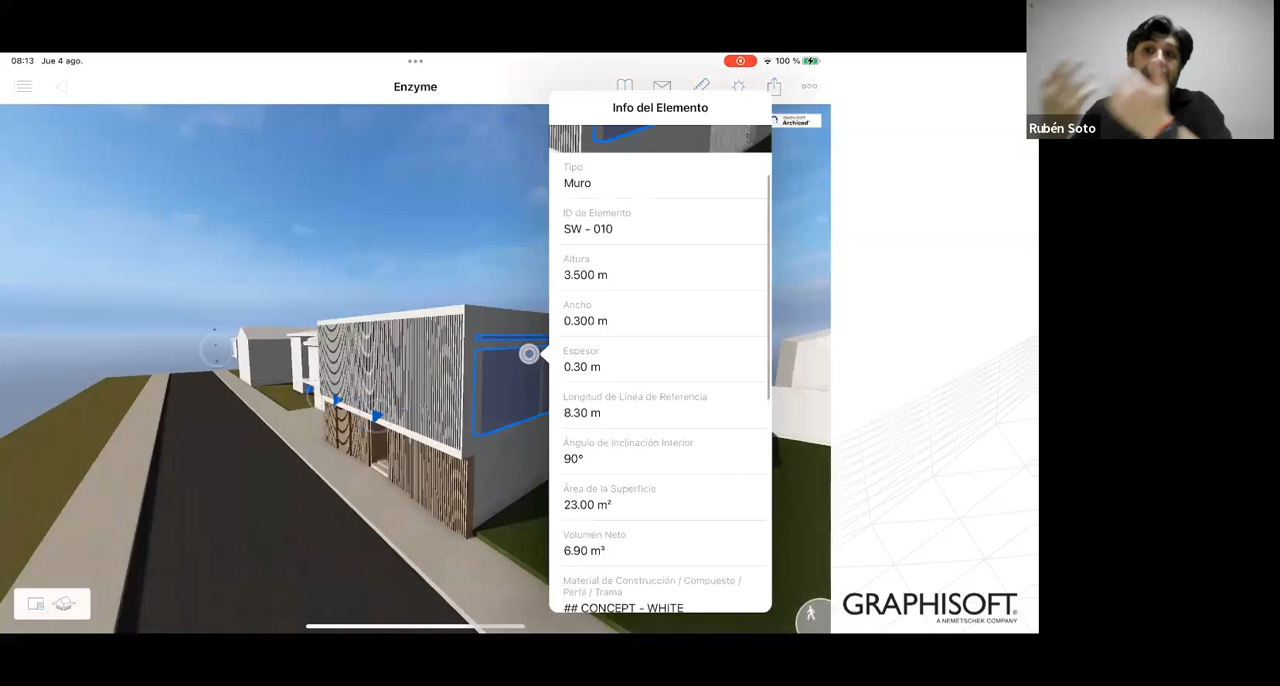 08:13 Jue 4 ago.
100 %
Enzyme
Info del Elemento
GRAPHISOFT
Archicad
Tipo
Muro
ID de Elemento
SW - 010
Altura
3.500 m
Ancho
0.300 m
Espesor
0.30 m
Longitud de Línea de Referencia
8.30 m
Ángulo de Inclinación Interior
90°
Área de la Superficie
23.00 m²
Volumen Neto
6.90 m³
Material de Construcción / Compuesto /
Perfil / Trama
## CONCEPT - WHITE
Rubén Soto
GRAPHISOFT®
A NEMETSCHEK COMPANY